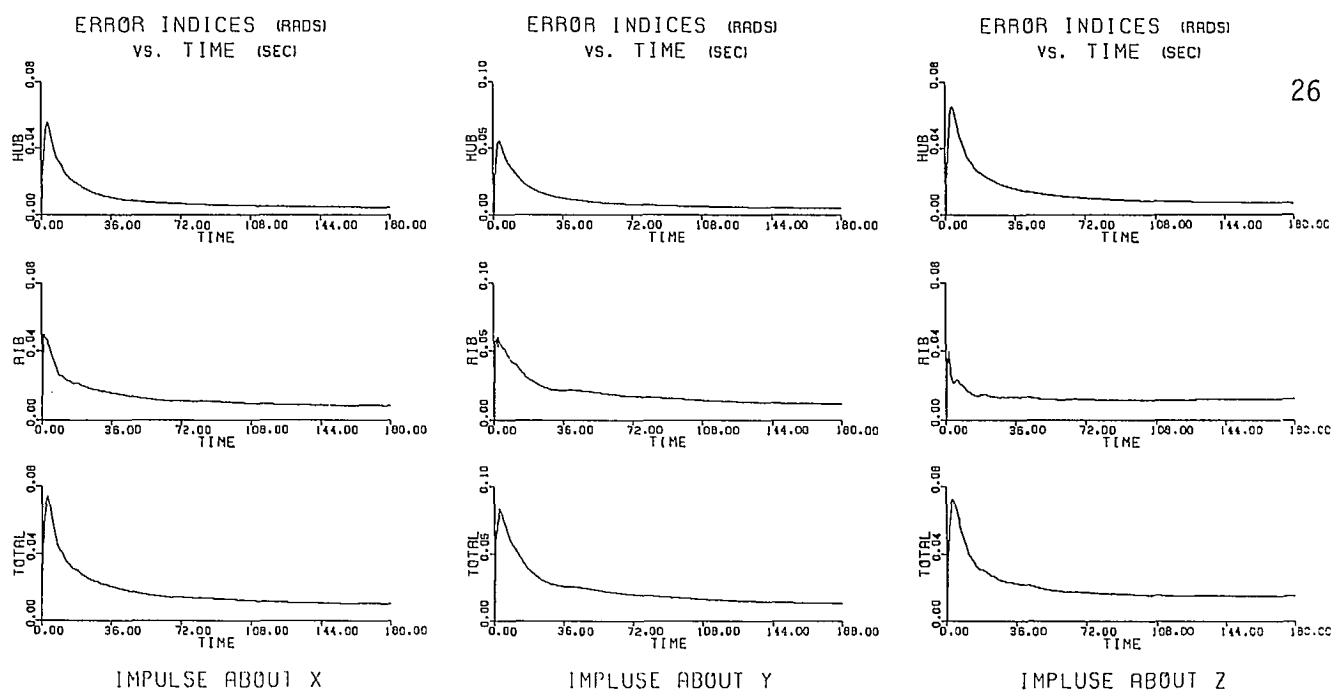 ERROR INDICES (RADS)
VS. TIME (SEC)
ERROR INDICES (RADS)
VS. TIME (SEC)
ERROR INDICES (RADS)
VS. TIME (SEC)
26
HUB
0.00 0.04 0.08
0.00 36.00 72.00 108.00 144.00 180.00
TIME
HUB
0.00 0.05 0.10
0.00 36.00 72.00 108.00 144.00 180.00
TIME
HUB
0.00 0.04 0.08
0.00 36.00 72.00 108.00 144.00 180.00
TIME
RIB
0.00 0.04 0.08
0.00 36.00 72.00 108.00 144.00 180.00
TIME
RIB
0.00 0.05 0.10
0.00 36.00 72.00 108.00 144.00 180.00
TIME
RIB
0.00 0.04 0.08
0.00 36.00 72.00 108.00 144.00 180.00
TIME
TOTAL
0.00 0.04 0.08
0.00 36.00 72.00 108.00 144.00 180.00
TIME
TOTAL
0.00 0.05 0.10
0.00 36.00 72.00 108.00 144.00 180.00
TIME
TOTAL
0.00 0.04 0.08
0.00 36.00 72.00 108.00 144.00 180.00
TIME
IMPULSE ABOUT X
IMPLUSE ABOUT Y
IMPLUSE ABOUT Z